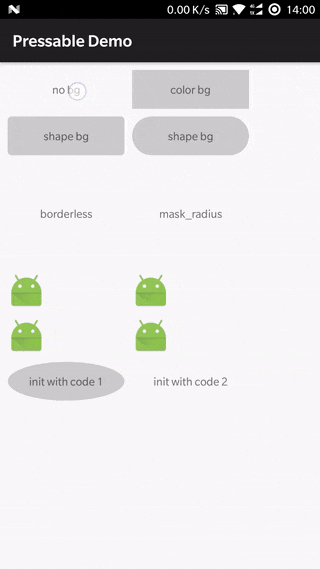 0.00 K/s 14:00
Pressable Demo
no bg color bg
shape bg shape bg
borderless mask_radius
init with code 1 init with code 2